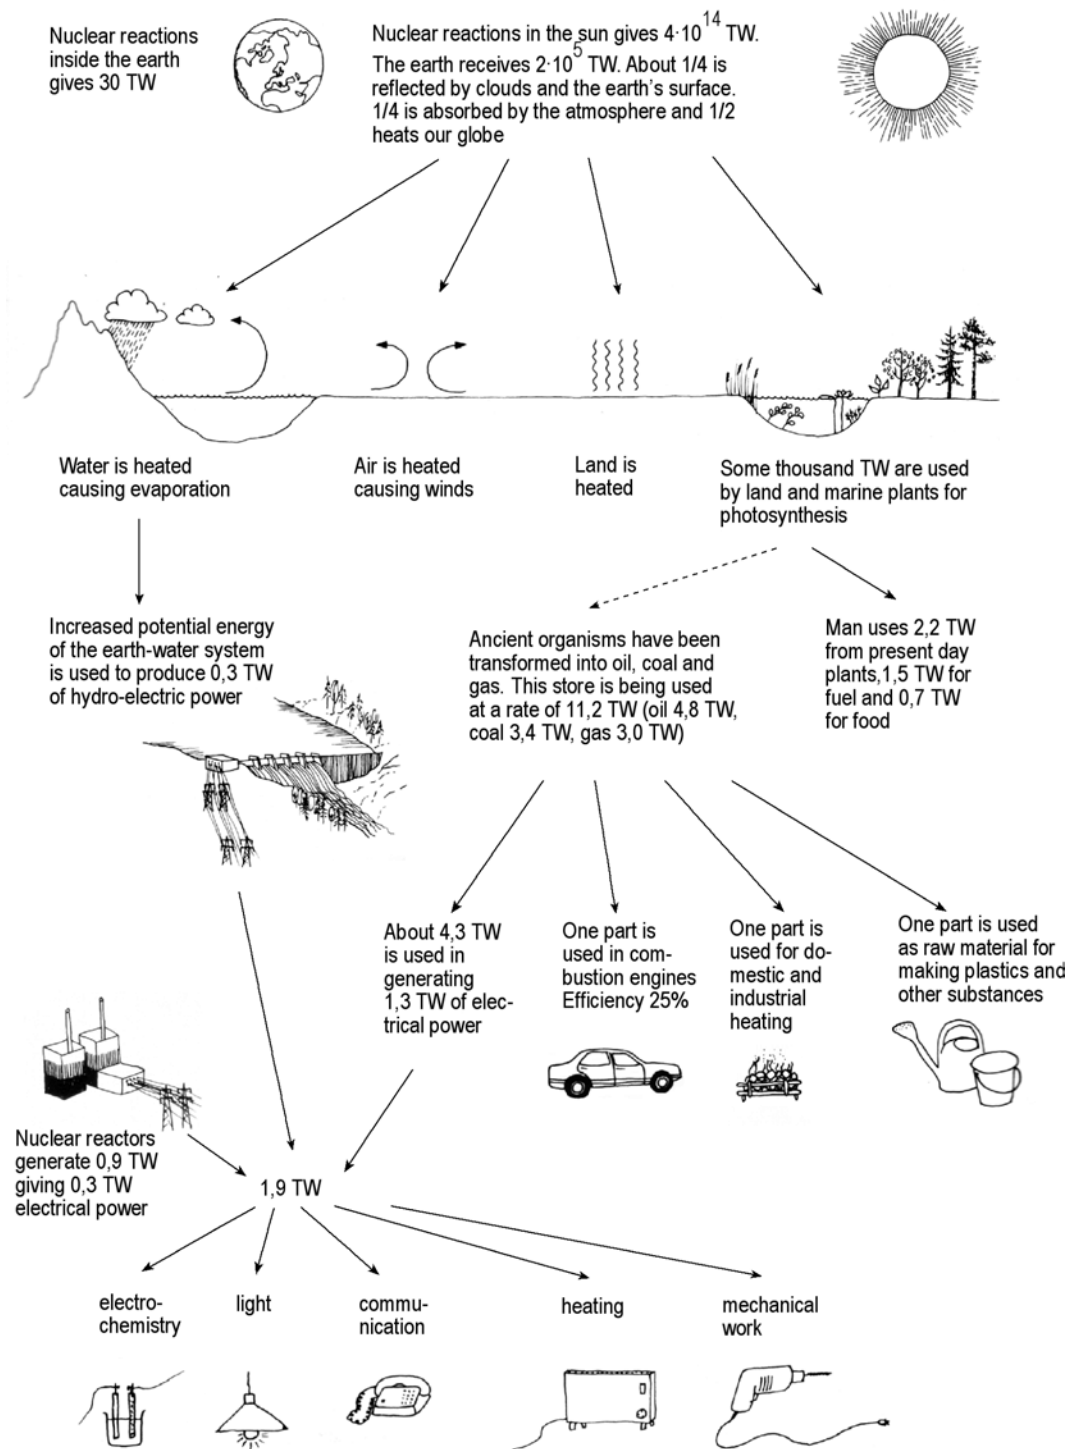 Nuclear reactions
inside the earth
gives 30 TW
Nuclear reactions in the sun gives 4·10¹⁴ TW.
The earth receives 2·10⁵ TW. About 1/4 is
reflected by clouds and the earth's surface.
1/4 is absorbed by the atmosphere and 1/2
heats our globe
Water is heated
causing evaporation
Air is heated
causing winds
Land is
heated
Some thousand TW are used
by land and marine plants for
photosynthesis
Increased potential energy
of the earth-water system
is used to produce 0,3 TW
of hydro-electric power
Ancient organisms have been
transformed into oil, coal and
gas. This store is being used
at a rate of 11,2 TW (oil 4,8 TW,
coal 3,4 TW, gas 3,0 TW)
Man uses 2,2 TW
from present day
plants,1,5 TW for
fuel and 0,7 TW
for food
About 4,3 TW
is used in
generating
1,3 TW of elec-
trical power
One part is
used in com-
bustion engines
Efficiency 25%
One part is
used for do-
mestic and
industrial
heating
One part is used
as raw material for
making plastics and
other substances
Nuclear reactors
generate 0,9 TW
giving 0,3 TW
electrical power
1,9 TW
electro-
chemistry
light
commu-
nication
heating
mechanical
work